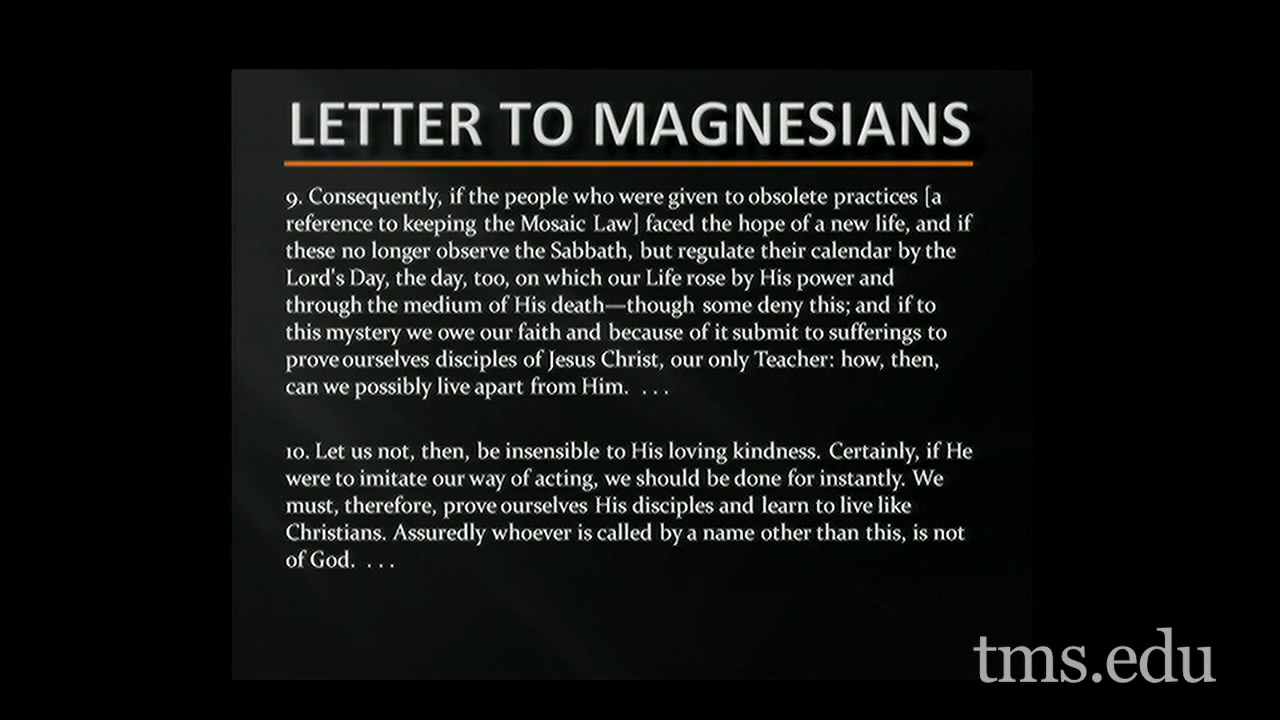 LETTER TO MAGNESIANS
9. Consequently, if the people who were given to obsolete practices [a
reference to keeping the Mosaic Law] faced the hope of a new life, and if
these no longer observe the Sabbath, but regulate their calendar by the
Lord's Day, the day, too, on which our Life rose by His power and
through the medium of His death—though some deny this; and if to
this mystery we owe our faith and because of it submit to sufferings to
prove ourselves disciples of Jesus Christ, our only Teacher: how, then,
can we possibly live apart from Him. . . .
10. Let us not, then, be insensible to His loving kindness. Certainly, if He
were to imitate our way of acting, we should be done for instantly. We
must, therefore, prove ourselves His disciples and learn to live like
Christians. Assuredly whoever is called by a name other than this, is not
of God. . . .
tms.edu